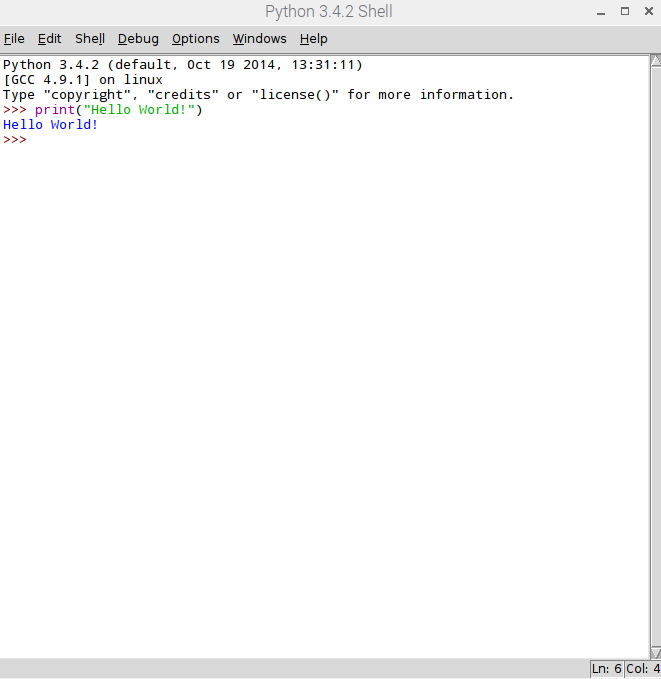 Python 3.4.2 Shell
File Edit Shell Debug Options Windows Help
Python 3.4.2 (default, Oct 19 2014, 13:31:11)
[GCC 4.9.1] on linux
Type "copyright", "credits" or "license()" for more information.
>>> print("Hello World!")
Hello World!
>>>
Ln: 6 Col: 4